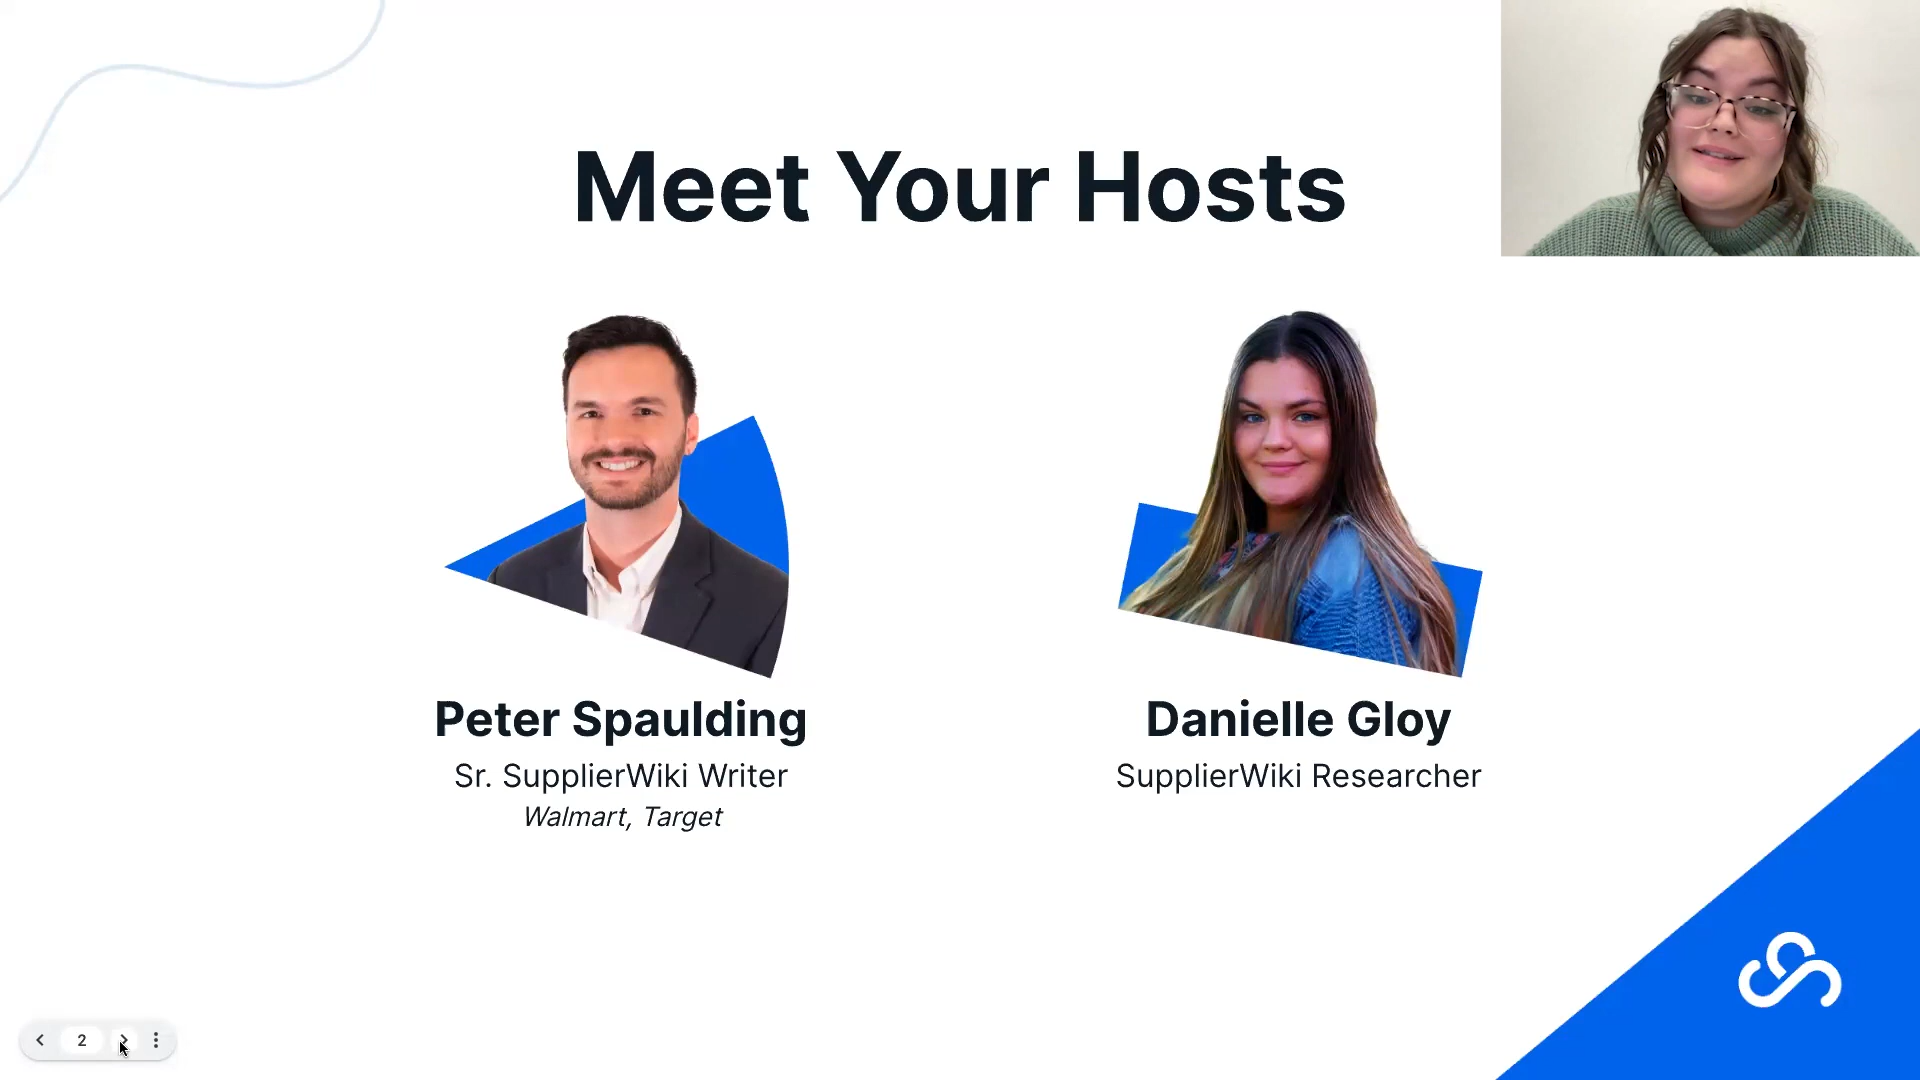 Meet Your Hosts
Peter Spaulding
Sr. SupplierWiki Writer
Walmart, Target
Danielle Gloy
SupplierWiki Researcher
2